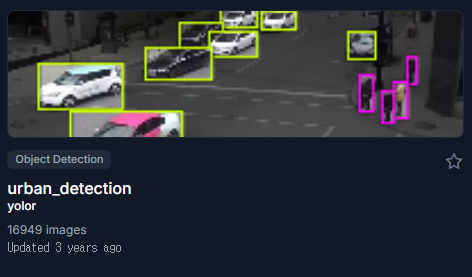 Object Detection
urban_detection
yolor
16949 images
Updated 3 years ago